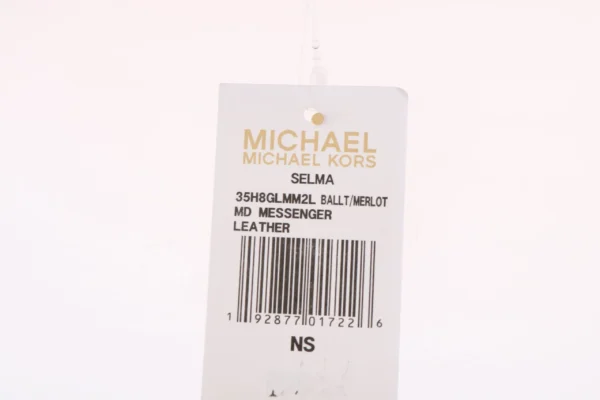 MICHAEL
MICHAEL KORS
SELMA
35H8GLMM2L BALLT/MERLOT
MD MESSENGER
LEATHER
1 92877 01722 6
NS